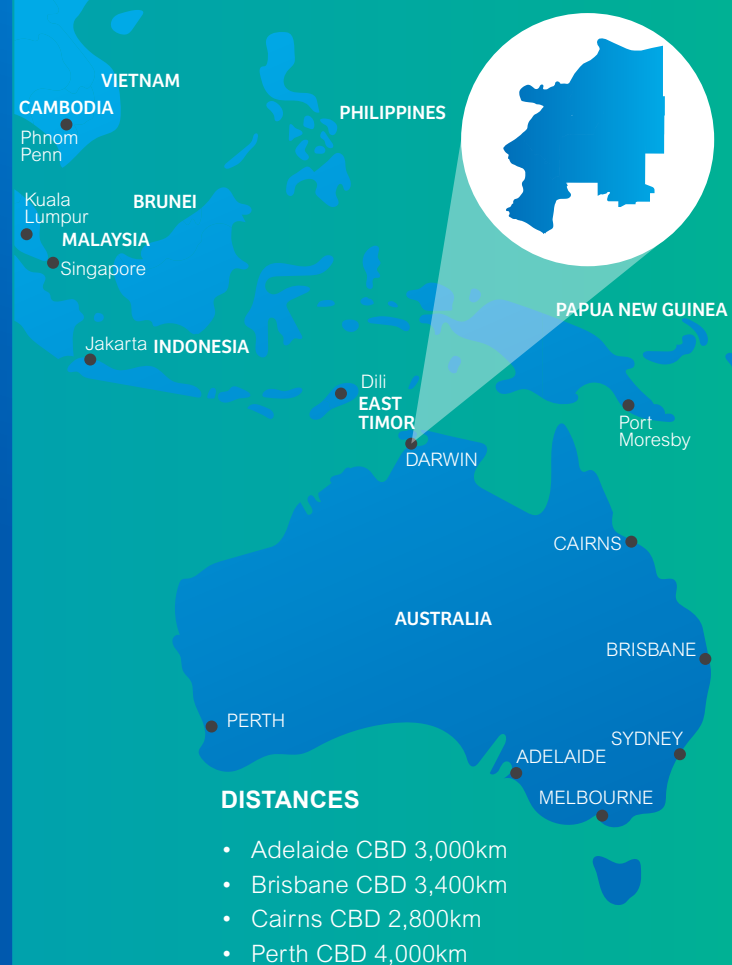 VIETNAM
CAMBODIA
Phnom
Penn
PHILIPPINES
Kuala
Lumpur
BRUNEI
MALAYSIA
Singapore
PAPUA NEW GUINEA
Jakarta
INDONESIA
Dili
EAST
TIMOR
Port
Moresby
DARWIN
CAIRNS
AUSTRALIA
BRISBANE
PERTH
SYDNEY
ADELAIDE
MELBOURNE
DISTANCES
• Adelaide CBD 3,000km
• Brisbane CBD 3,400km
• Cairns CBD 2,800km
• Perth CBD 4,000km